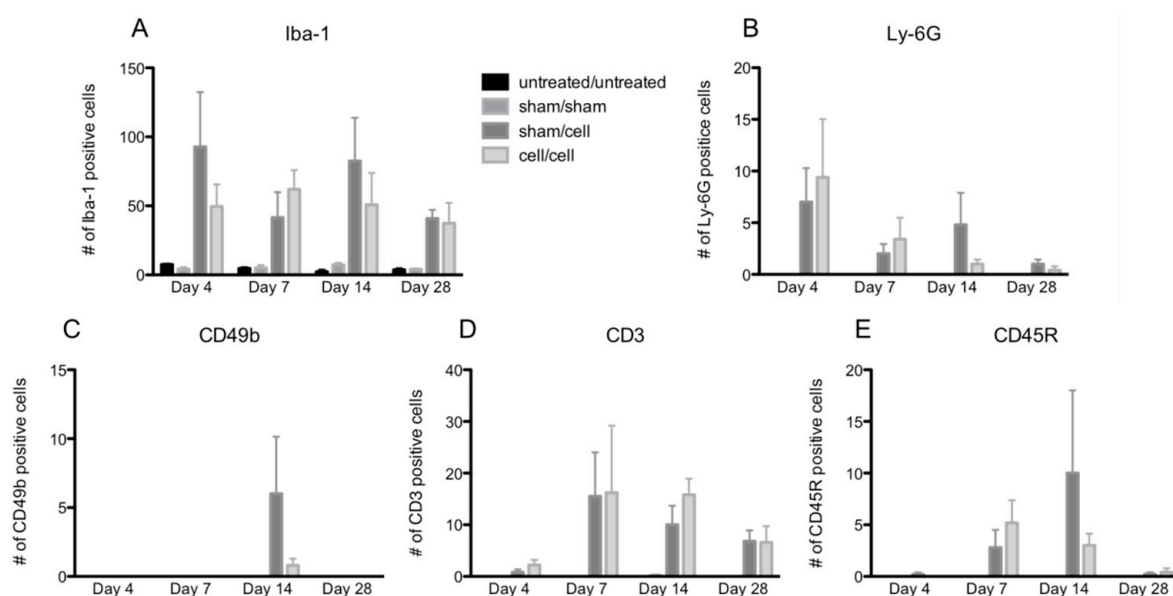 A
Iba-1
# of Iba-1 positive cells
150
100
50
0
Day 4 Day 7 Day 14 Day 28
untreated/untreated
sham/sham
sham/cell
cell/cell
B
Ly-6G
# of Ly-6G positice cells
20
15
10
5
0
Day 4 Day 7 Day 14 Day 28
C
CD49b
# of CD49b positive cells
15
10
5
0
Day 4 Day 7 Day 14 Day 28
D
CD3
# of CD3 positive cells
40
30
20
10
0
Day 4 Day 7 Day 14 Day 28
E
CD45R
# of CD45R positive cells
20
15
10
5
0
Day 4 Day 7 Day 14 Day 28